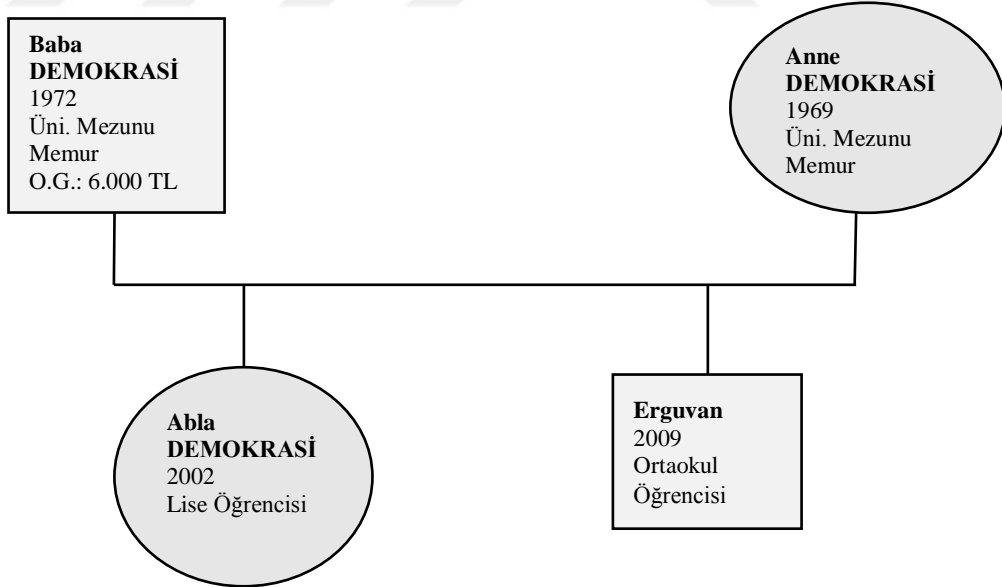 Baba
DEMOKRASİ
1972
Üni. Mezunu
Memur
O.G.: 6.000 TL
Anne
DEMOKRASİ
1969
Üni. Mezunu
Memur
Abla
DEMOKRASİ
2002
Lise Öğrencisi
Erguvan
2009
Ortaokul
Öğrencisi